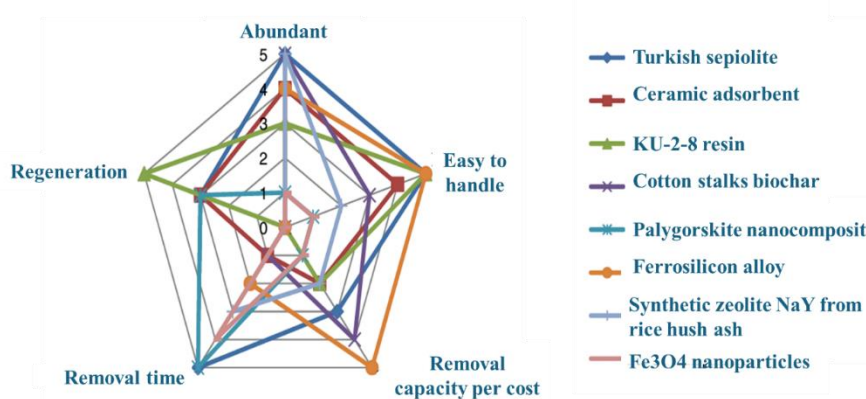 Abundant
5
4
3
2
1
0
Regeneration
Easy to
handle
Removal time
Removal
capacity per cost
Turkish sepiolite
Ceramic adsorbent
KU-2-8 resin
Cotton stalks biochar
Palygorskite nanocomposit
Ferrosilicon alloy
Synthetic zeolite NaY from
rice hush ash
Fe3O4 nanoparticles